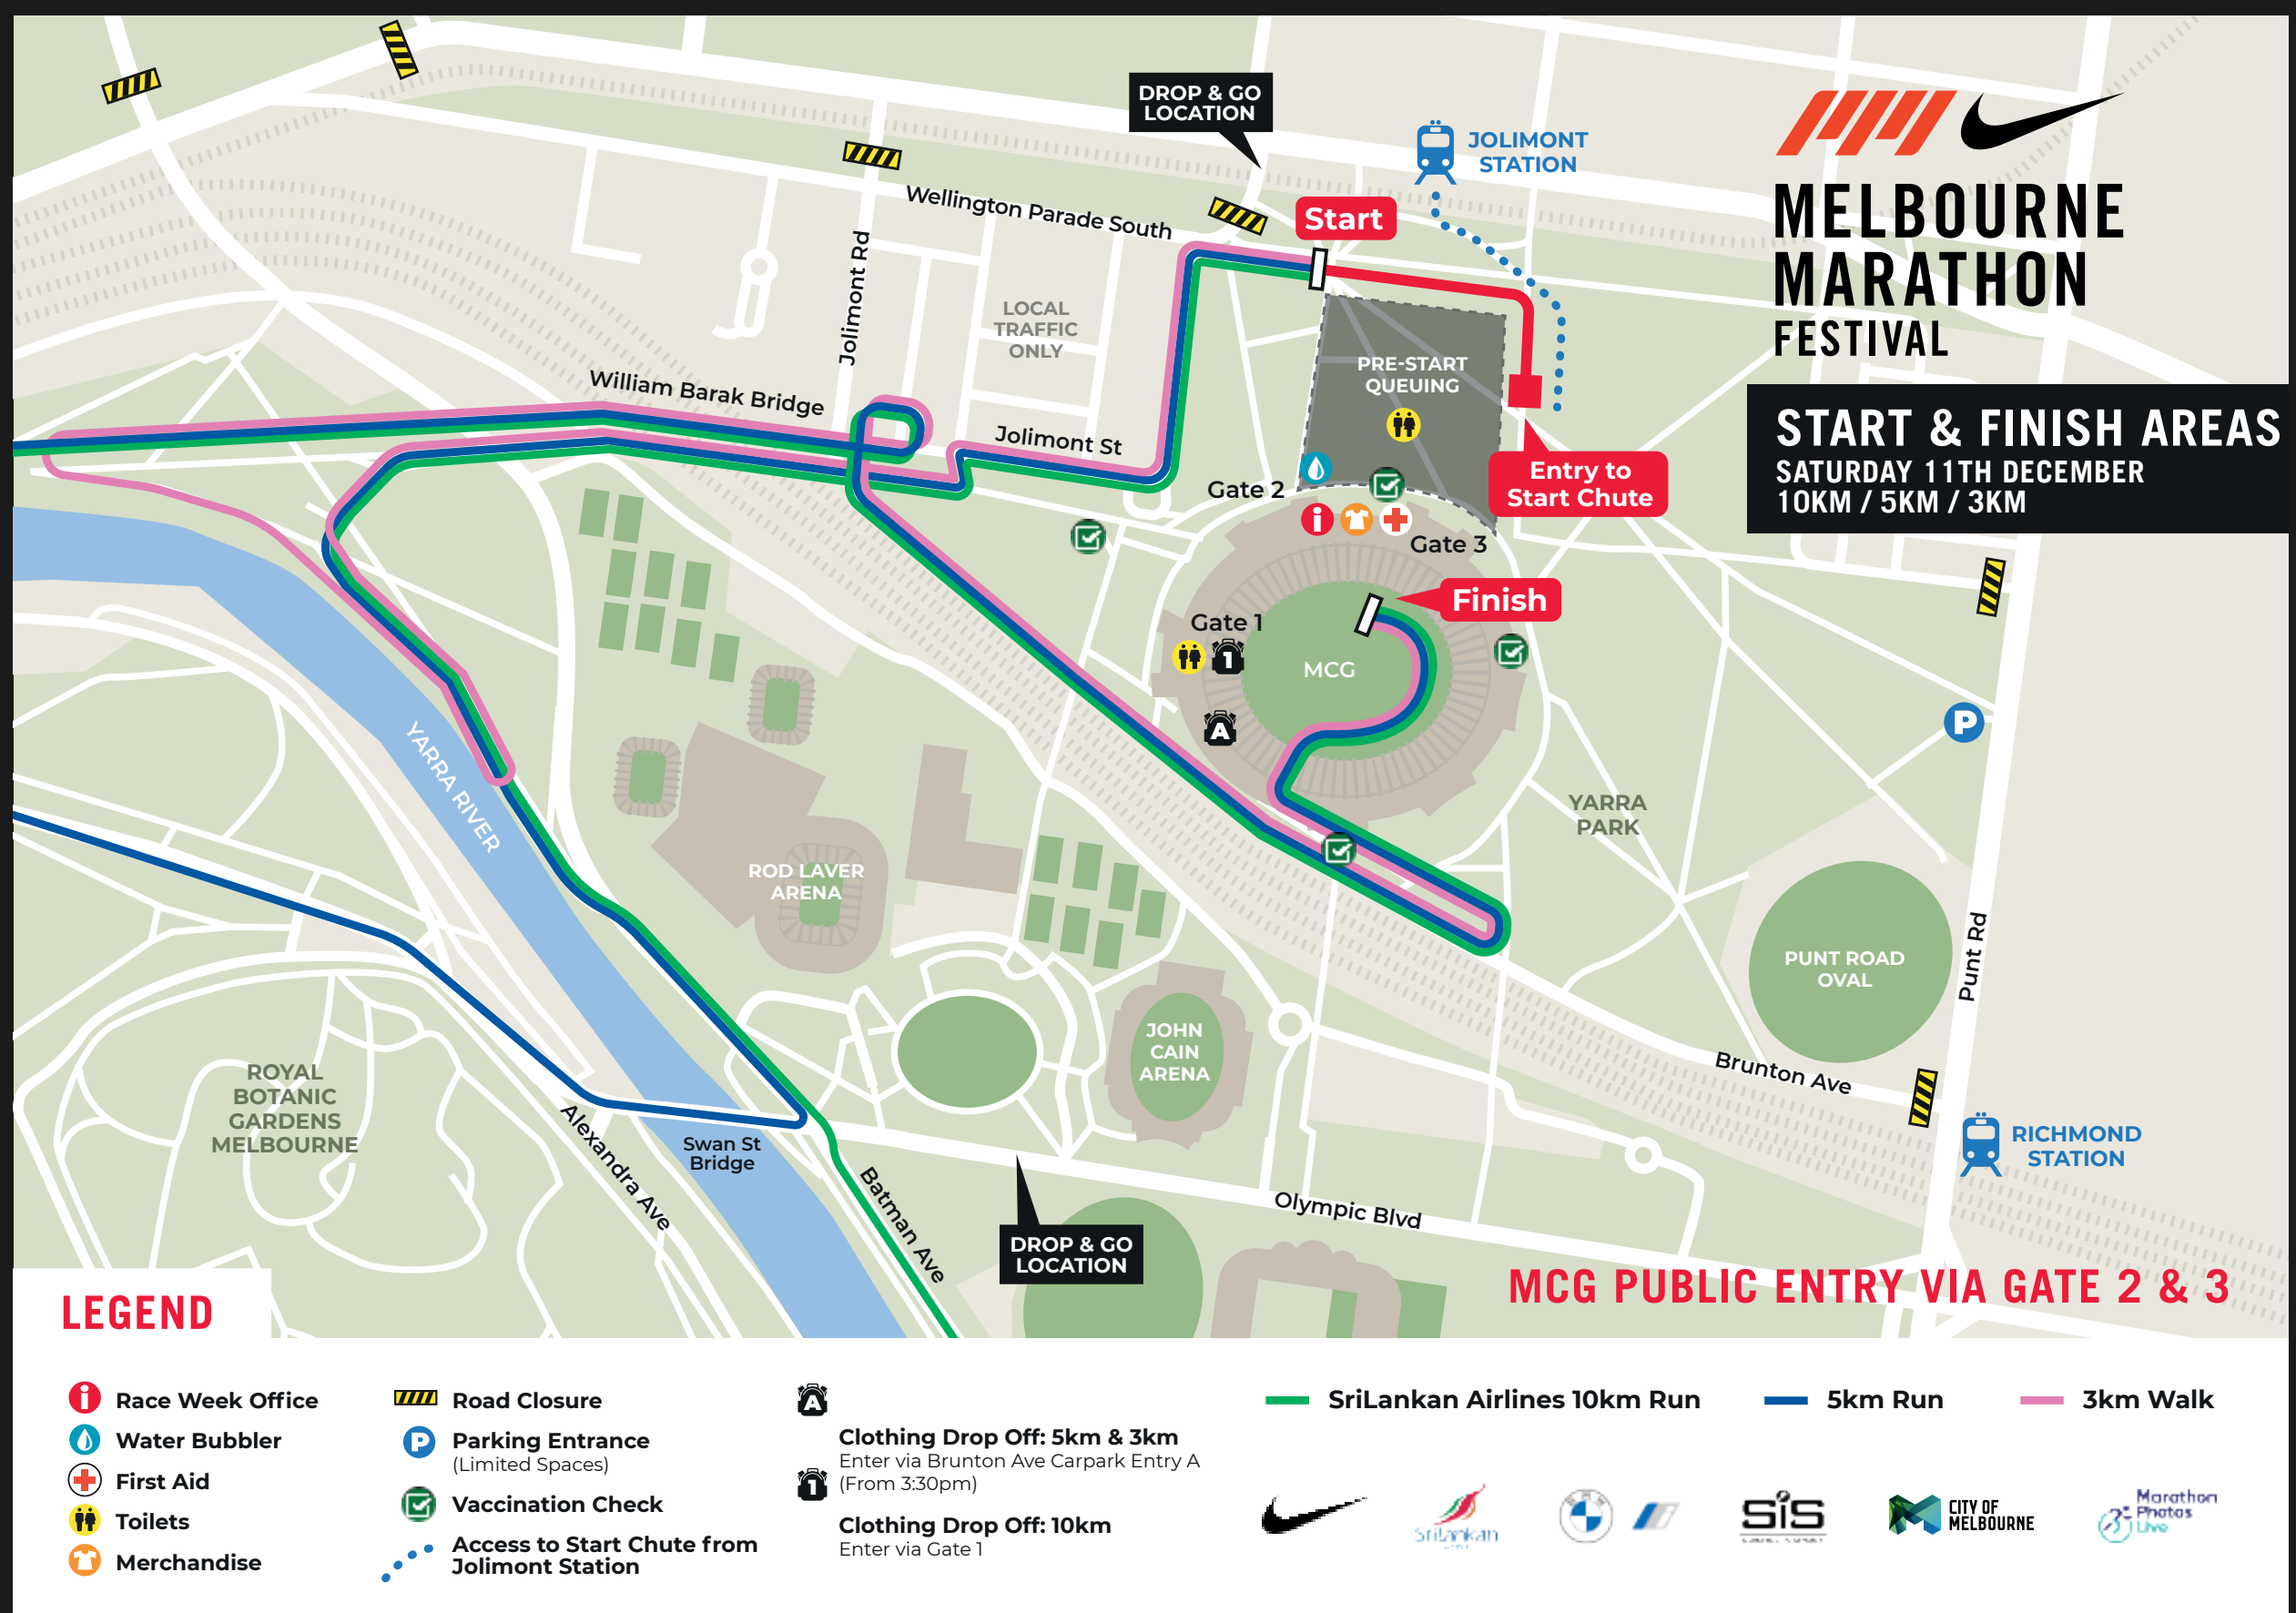 DROP & GO
LOCATION
JOLIMONT
STATION
MELBOURNE
MARATHON
FESTIVAL
START & FINISH AREAS
SATURDAY 11TH DECEMBER
10KM / 5KM / 3KM
Wellington Parade South
Start
Jolimont Rd
LOCAL
TRAFFIC
ONLY
PRE-START
QUEUING
William Barak Bridge
Jolimont St
Entry to
Start Chute
Gate 2
Gate 3
Finish
Gate 1
1
MCG
A
P
YARRA RIVER
YARRA
PARK
ROD LAVER
ARENA
PUNT ROAD
OVAL
Punt Rd
JOHN
CAIN
ARENA
Brunton Ave
ROYAL
BOTANIC
GARDENS
MELBOURNE
Alexandra Ave
Swan St
Bridge
Batman Ave
RICHMOND
STATION
Olympic Blvd
DROP & GO
LOCATION
MCG PUBLIC ENTRY VIA GATE 2 & 3
LEGEND
i Race Week Office
Water Bubbler
First Aid
Toilets
Merchandise
Road Closure
P Parking Entrance
(Limited Spaces)
Vaccination Check
Access to Start Chute from
Jolimont Station
A
Clothing Drop Off: 5km & 3km
Enter via Brunton Ave Carpark Entry A
(From 3:30pm)
1
Clothing Drop Off: 10km
Enter via Gate 1
SriLankan Airlines 10km Run
5km Run
3km Walk
SriLankan
SiS
CITY OF
MELBOURNE
Marathon
Photos
Live